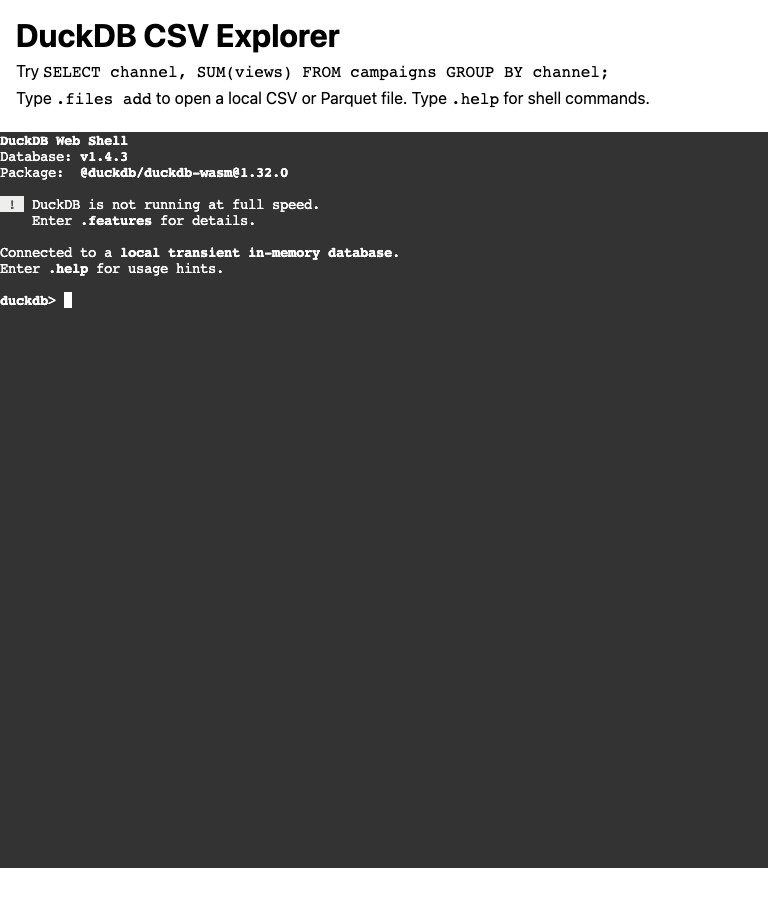 DuckDB CSV Explorer
Try SELECT channel, SUM(views) FROM campaigns GROUP BY channel;
Type .files add to open a local CSV or Parquet file. Type .help for shell commands.
DuckDB Web Shell
Database: v1.4.3
Package:  @duckdb/duckdb-wasm@1.32.0
! DuckDB is not running at full speed.
Enter .features for details.
Connected to a local transient in-memory database.
Enter .help for usage hints.
duckdb>